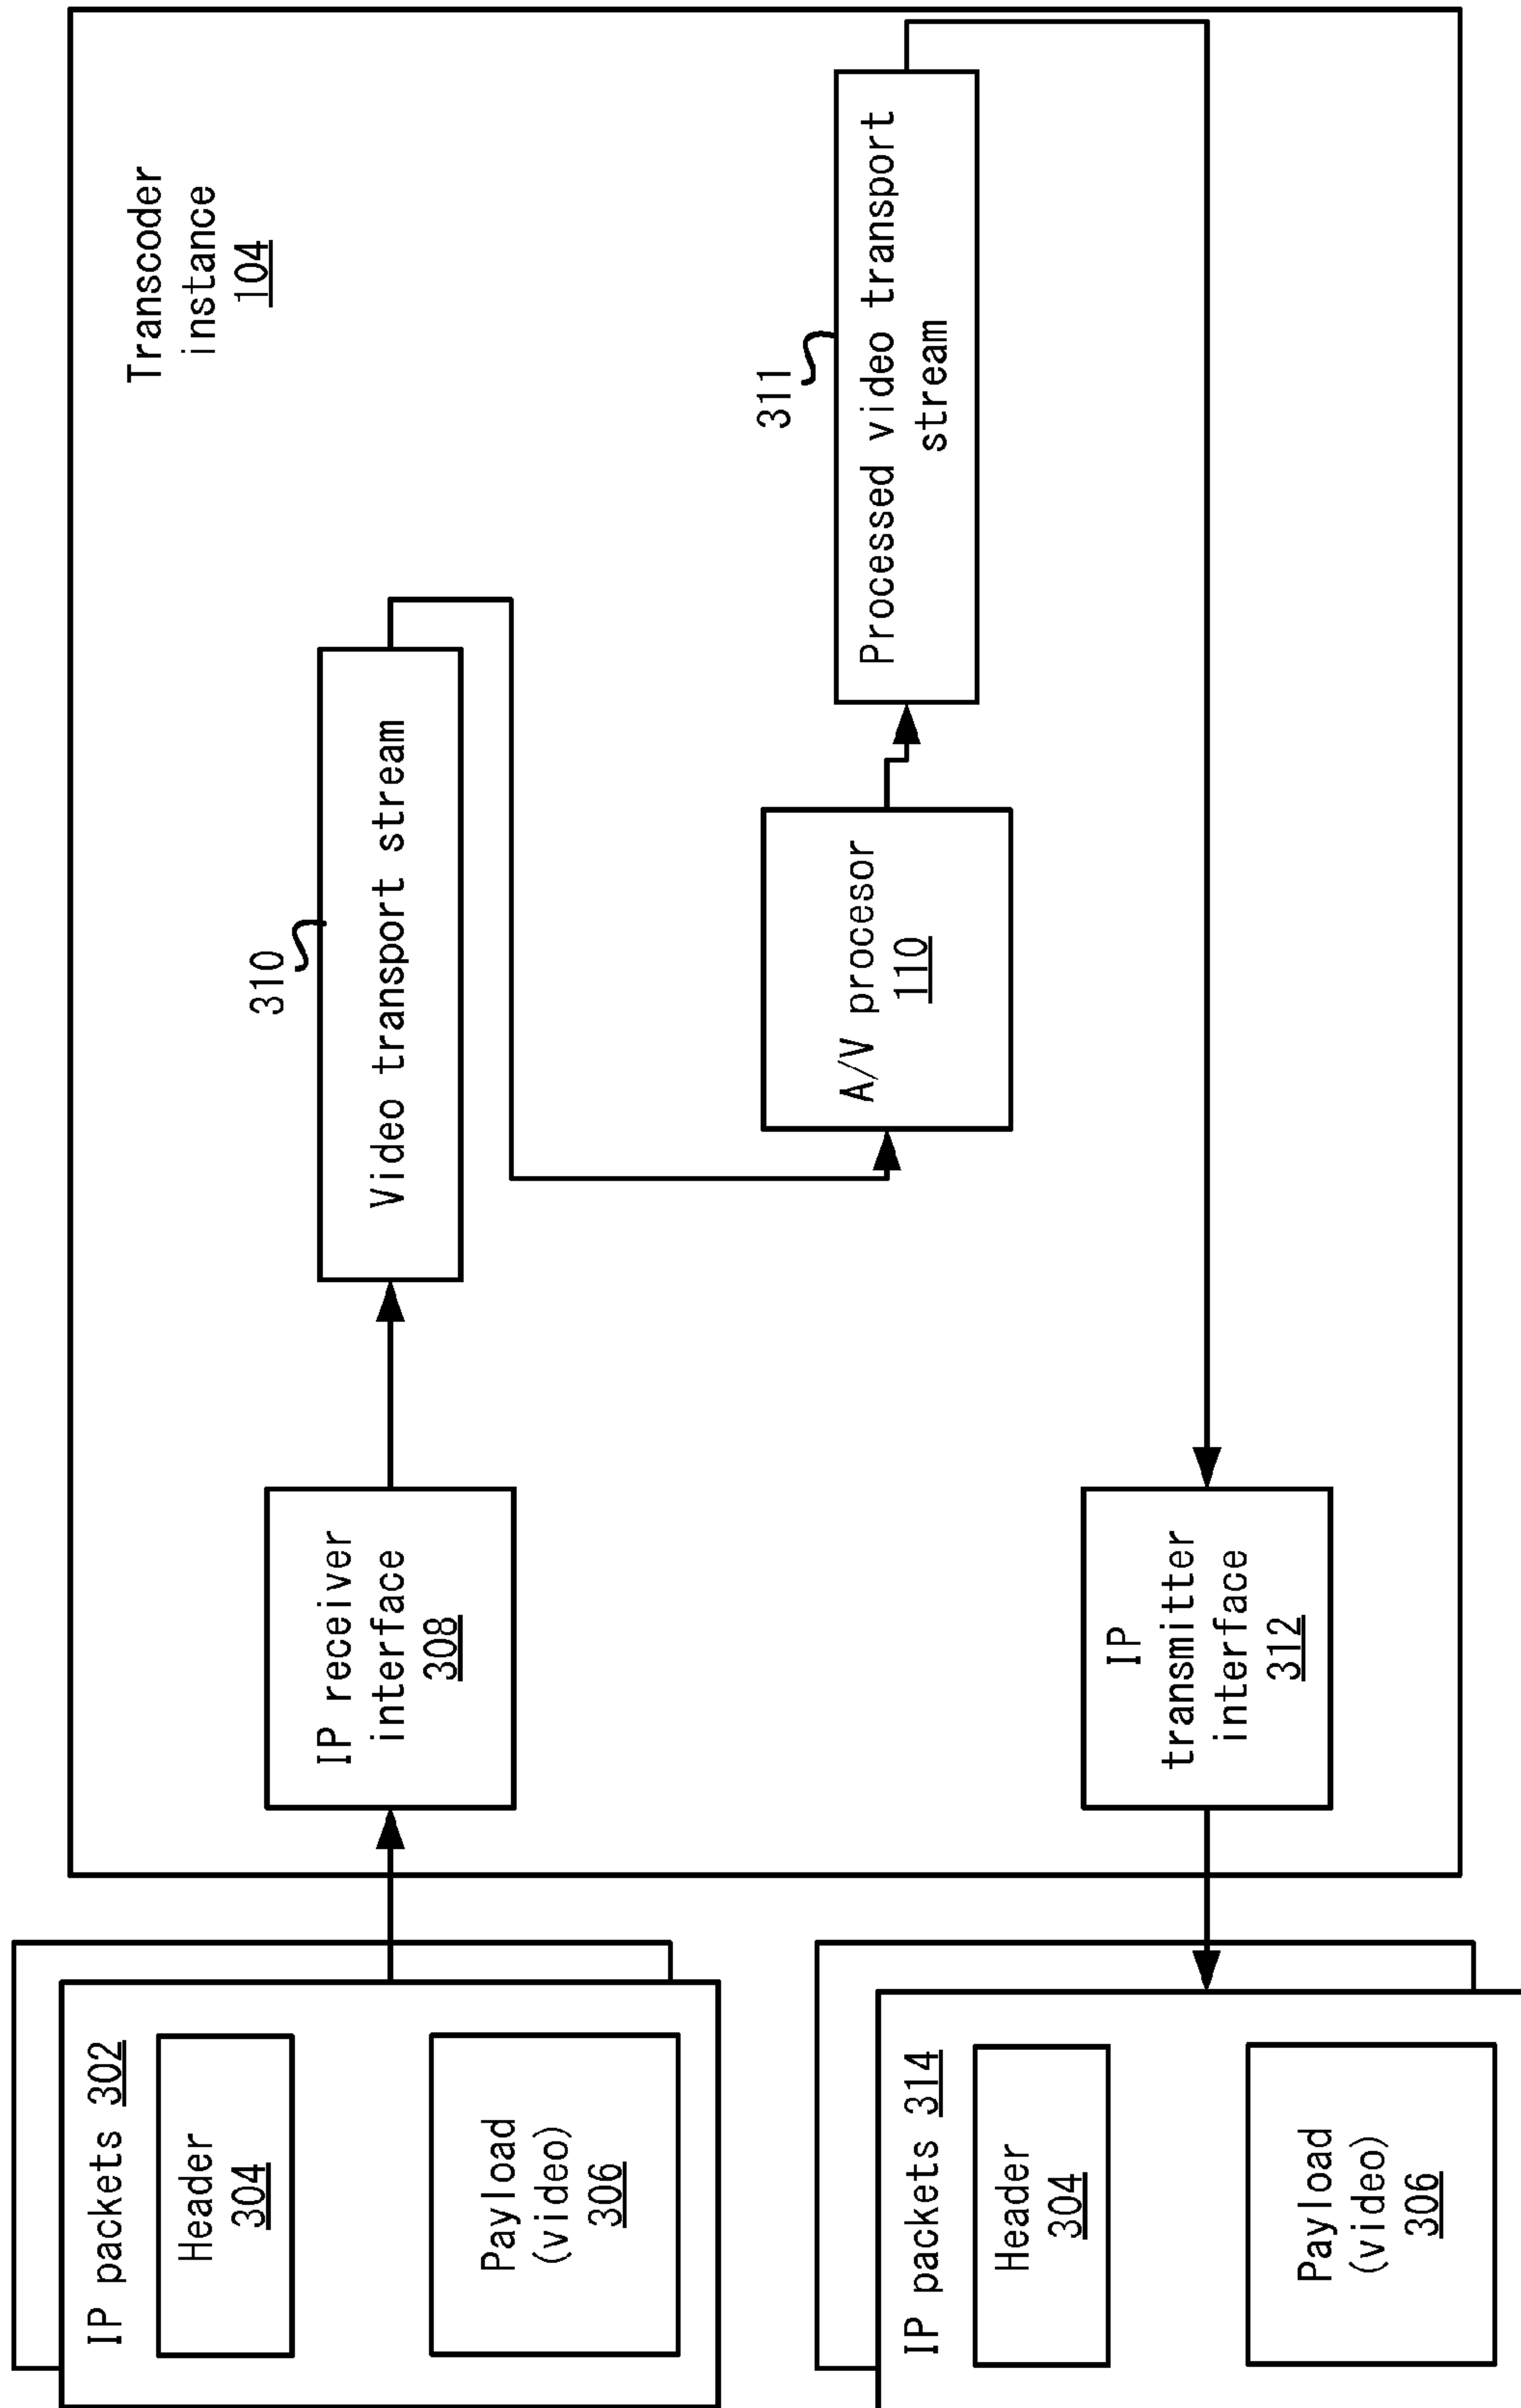 IP packets 302
Header
304
Payload
(video)
306
IP receiver
interface
308
310
Video transport stream
Transcoder
instance
104
A/V procesor
110
311
Processed video transport
stream
IP
transmitter
interface
312
IP packets 314
Header
304
Payload
(video)
306